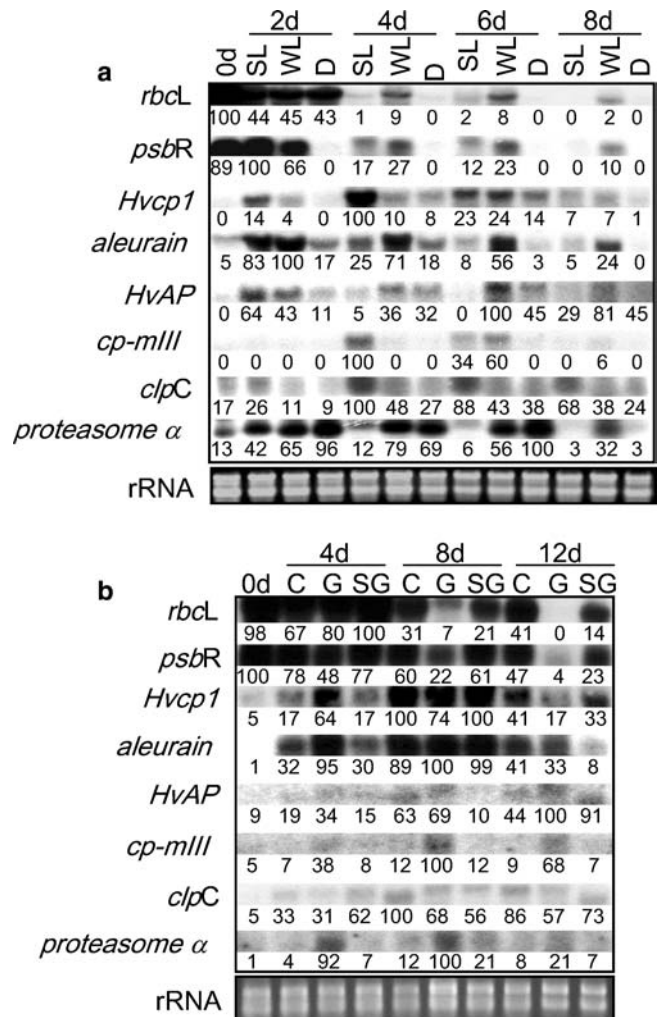 2d 4d 6d 8d
a 0d SL WL D SL WL D SL WL D SL WL D
rbcL
100 44 45 43 1 9 0 2 8 0 0 2 0
psbR
89 100 66 0 17 27 0 12 23 0 0 10 0
Hvcp1
0 14 4 0 100 10 8 23 24 14 7 7 1
aleurain
5 83 100 17 25 71 18 8 56 3 5 24 0
HvAP
0 64 43 11 5 36 32 0 100 45 29 81 45
cp-mIII
0 0 0 0 100 0 0 34 60 0 0 6 0
clpC
17 26 11 9 100 48 27 88 43 38 68 38 24
proteasome α
13 42 65 96 12 79 69 6 56 100 3 32 3
rRNA
4d 8d 12d
b 0d C G SG C G SG C G SG
rbcL
98 67 80 100 31 7 21 41 0 14
psbR
100 78 48 77 60 22 61 47 4 23
Hvcp1
5 17 64 17 100 74 100 41 17 33
aleurain
1 32 95 30 89 100 99 41 33 8
HvAP
9 19 34 15 63 69 10 44 100 91
cp-mIII
5 7 38 8 12 100 12 9 68 7
clpC
5 33 31 62 100 68 56 86 57 73
proteasome α
1 4 92 7 12 100 21 8 21 7
rRNA